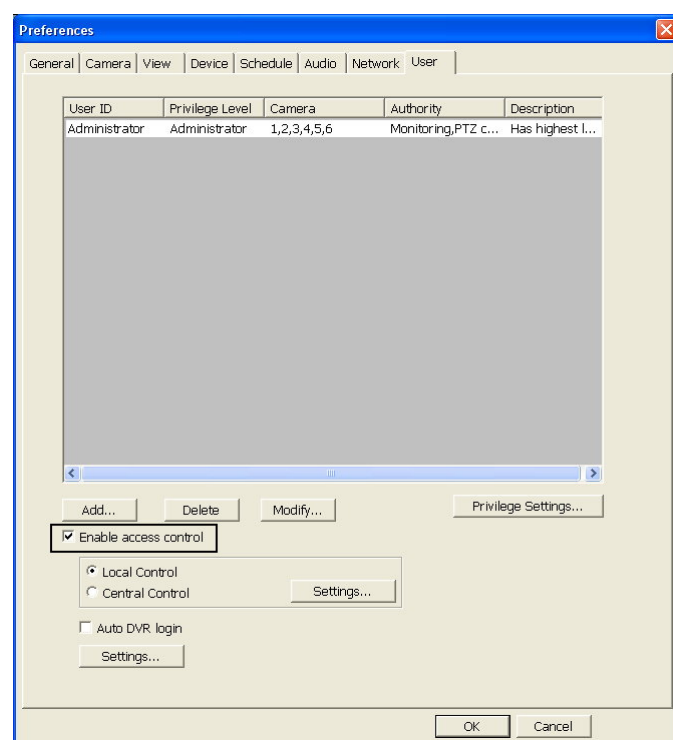 Preferences
General Camera View Device Schedule Audio Network User
User ID Privilege Level Camera Authority Description
Administrator Administrator 1,2,3,4,5,6 Monitoring,PTZ c... Has highest l...
Add... Delete Modify... Privilege Settings...
Enable access control
Local Control
Central Control Settings...
Auto DVR login
Settings...
OK Cancel